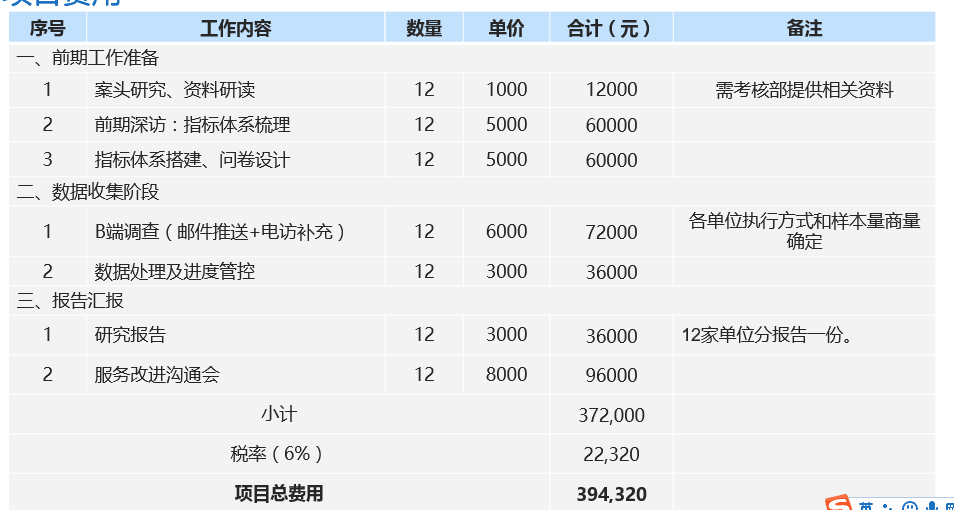 项目费用
序号 工作内容 数量 单价 合计（元） 备注
一、前期工作准备
1 案头研究、资料研读 12 1000 12000 需考核部提供相关资料
2 前期深访：指标体系梳理 12 5000 60000
3 指标体系搭建、问卷设计 12 5000 60000
二、数据收集阶段
1 B端调查（邮件推送+电访补充） 12 6000 72000 各单位执行方式和样本量商量
确定
2 数据处理及进度管控 12 3000 36000
三、报告汇报
1 研究报告 12 3000 36000 12家单位分报告一份。
2 服务改进沟通会 12 8000 96000
小计 372,000
税率（6%） 22,320
项目总费用 394,320
英